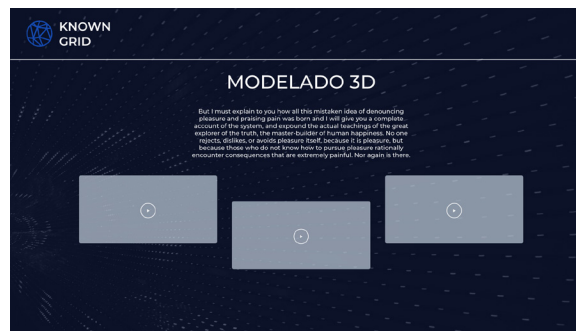 KNOWN
GRID
MODELADO 3D
But I must explain to you how all this mistaken idea of denouncing
pleasure and praising pain was born and I will give you a complete
account of the system, and expound the actual teachings of the great
explorer of the truth, the master-builder of human happiness. No one
rejects, dislikes, or avoids pleasure itself, because it is pleasure, but
because those who do not know how to pursue pleasure rationally
encounter consequences that are extremely painful. Nor again is there.